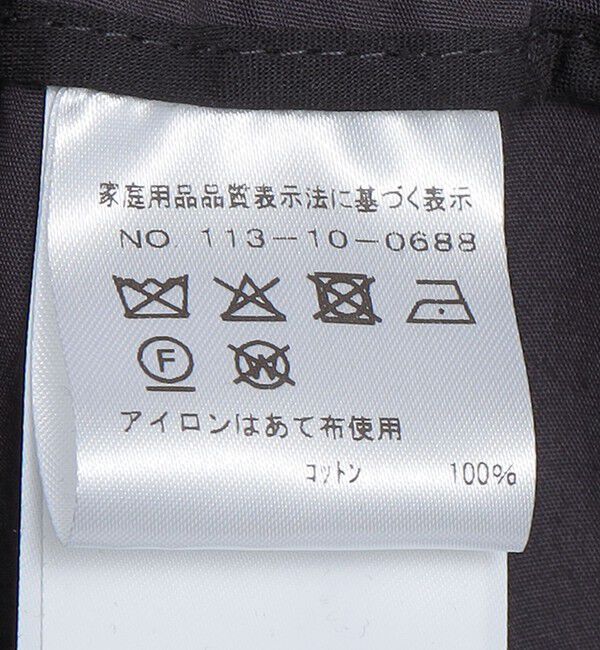 家庭用品品質表示法に基づく表示
NO 113-10-0688
F W
アイロンはあて布使用
コットン 100%